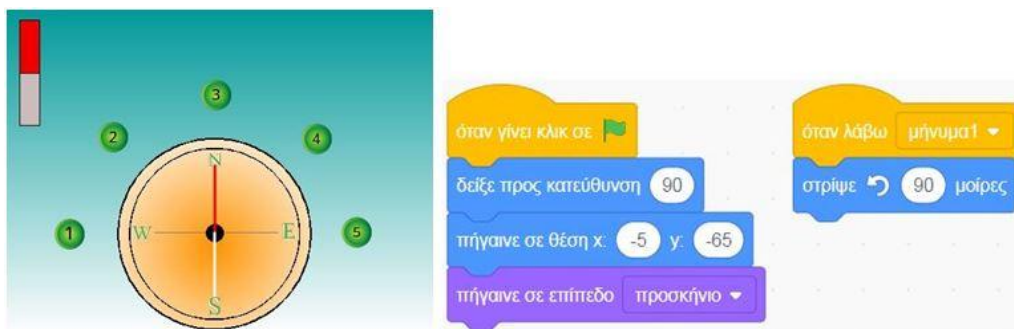 3
2
4
N
1
W
E
5
S
όταν γίνει κλικ σε
δείξε προς κατεύθυνση 90
πήγαινε σε θέση x: -5 y: -65
πήγαινε σε επίπεδο προσκήνιο
όταν λάβω μήνυμα1
στρίψε 90 μοίρες